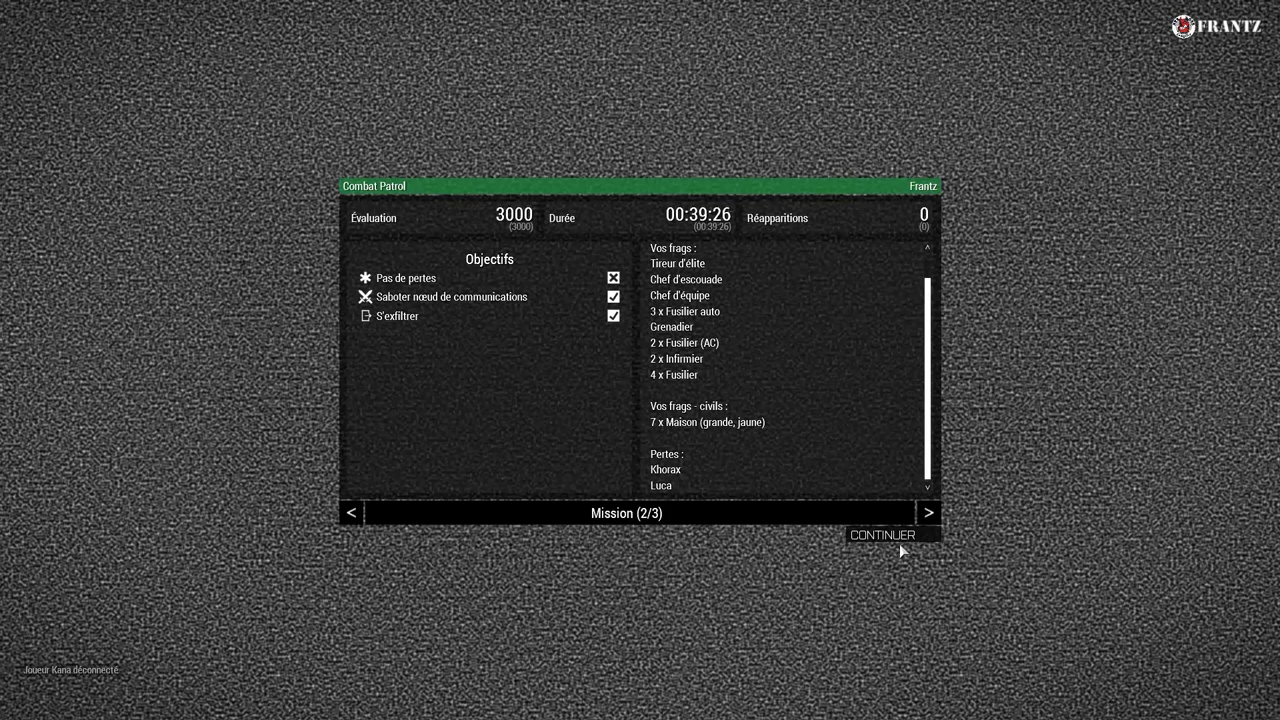 FRANTZ
Combat Patrol
Frantz
Évaluation
3000
(3000)
Durée
00:39:26
(00:39:26)
Réapparitions
0
(0)
Objectifs
Pas de pertes
Saboter nœud de communications
S'exfiltrer
Vos frags :
Tireur d'élite
Chef d'escouade
Chef d'équipe
3 x Fusilier auto
Grenadier
2 x Fusilier (AC)
2 x Infirmier
4 x Fusilier
Vos frags - civils :
7 x Maison (grande, jaune)
Pertes :
Khorax
Luca
< Mission (2/3) >
CONTINUER
Joueur Kana déconnecté